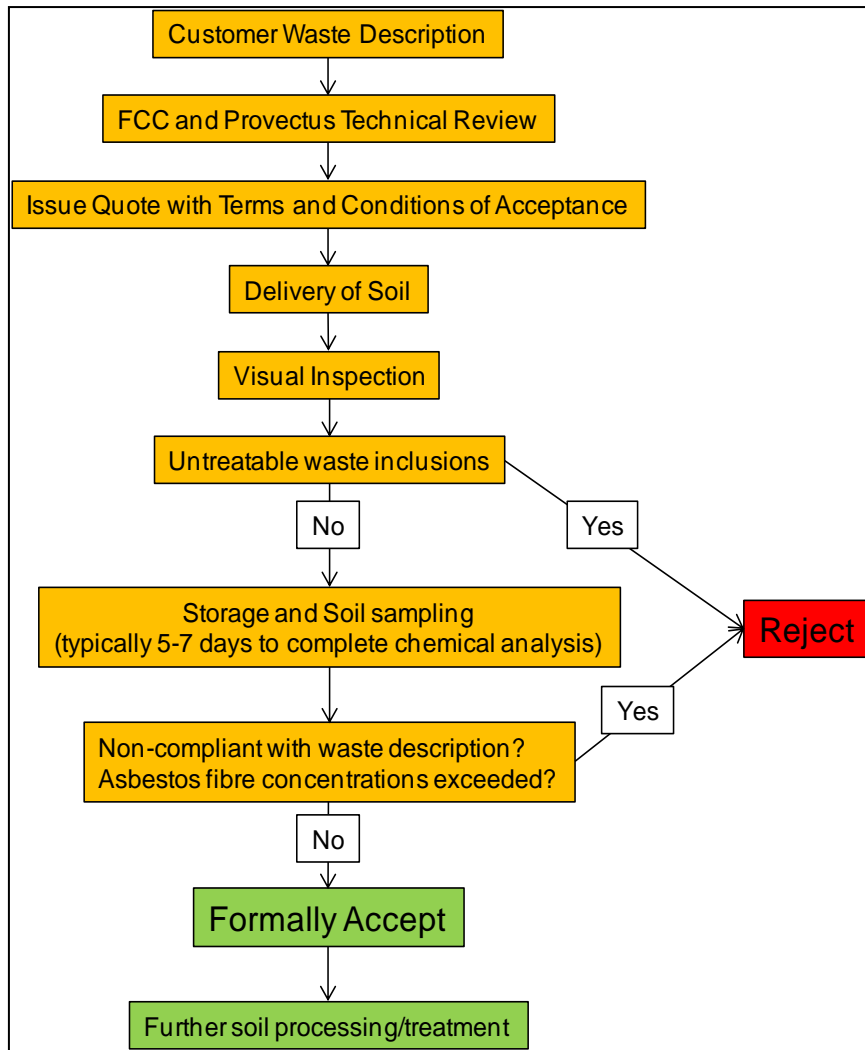 Customer Waste Description
FCC and Provectus Technical Review
Issue Quote with Terms and Conditions of Acceptance
Delivery of Soil
Visual Inspection
Untreatable waste inclusions
No
Yes
Storage and Soil sampling
(typically 5-7 days to complete chemical analysis)
Reject
Yes
Non-compliant with waste description?
Asbestos fibre concentrations exceeded?
No
Formally Accept
Further soil processing/treatment